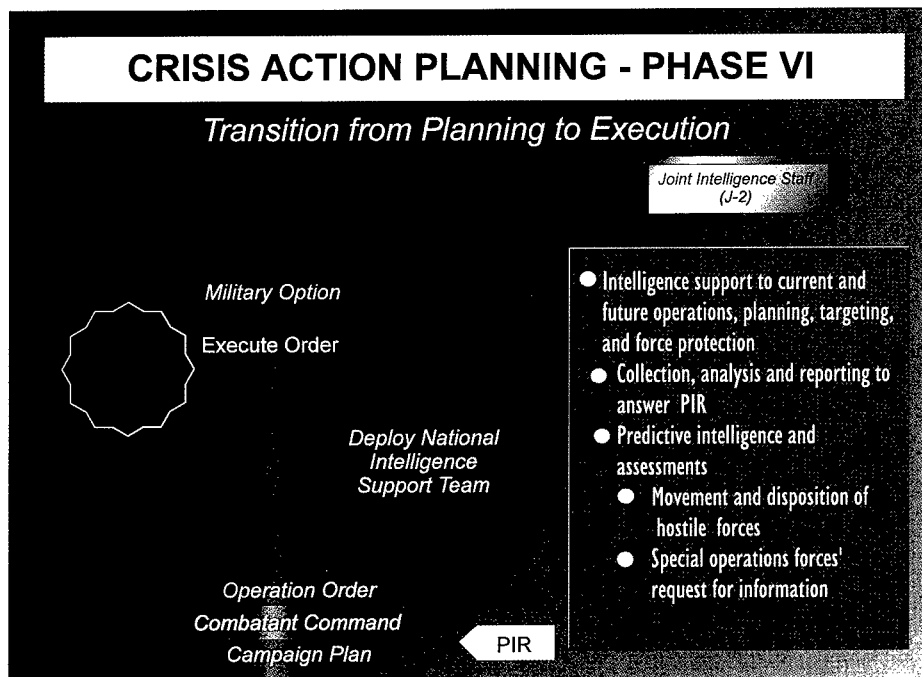 CRISIS ACTION PLANNING - PHASE VI
Transition from Planning to Execution
Joint Intelligence Staff
(J-2)
Military Option
Execute Order
Deploy National
Intelligence
Support Team
Operation Order
Combatant Command
Campaign Plan
PIR
● Intelligence support to current and
future operations, planning, targeting,
and force protection
● Collection, analysis and reporting to
answer PIR
● Predictive intelligence and
assessments
● Movement and disposition of
hostile forces
● Special operations forces'
request for information